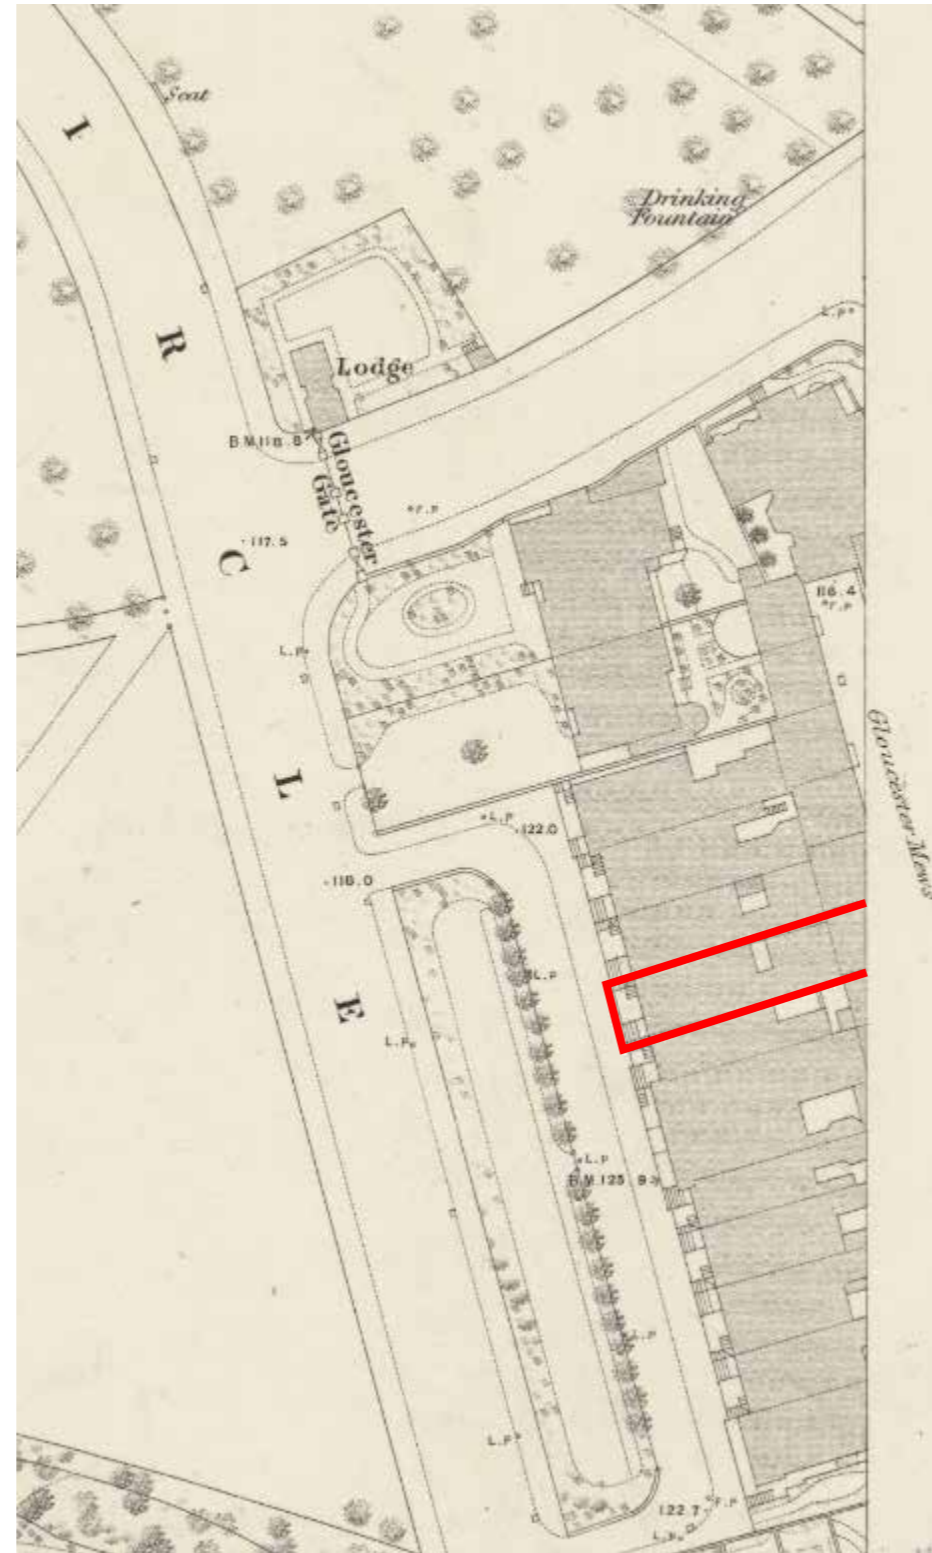 Seat
I
R
C
L
E
Drinking
Fountain
L.P.
Lodge
B M 118.8
Gloucester
Gate
F.P
117.5
116.4
F.P
L.P.
Gloucester Mews
L.P
122.0
116.0
L.P
L.P.
L.P
B M 125.9
L.P
L.P
122.7
F.P
L.P.